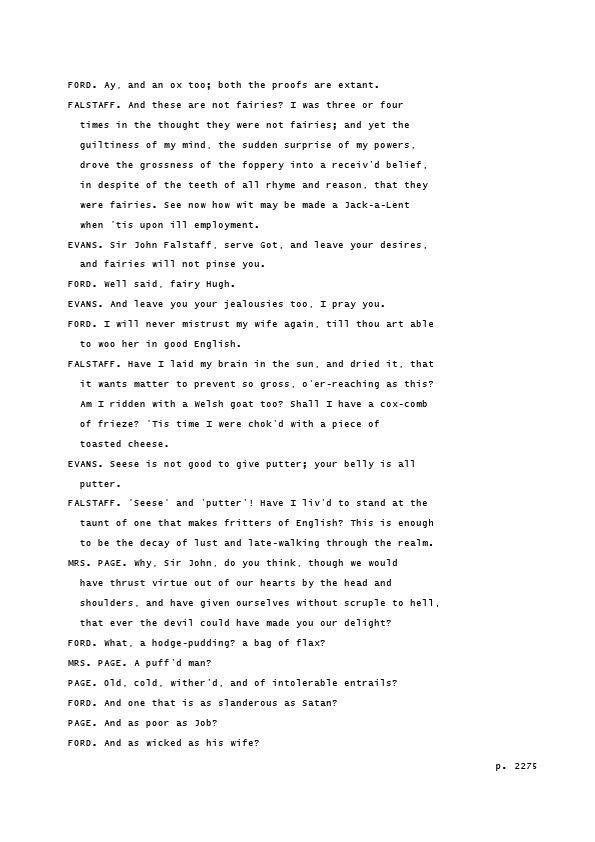 FORD. Ay, and an ox too; both the proofs are extant.
FALSTAFF. And these are not fairies? I was three or four
times in the thought they were not fairies; and yet the
guiltiness of my mind, the sudden surprise of my powers,
drove the grossness of the foppery into a receiv'd belief,
in despite of the teeth of all rhyme and reason, that they
were fairies. See now how wit may be made a Jack-a-Lent
when 'tis upon ill employment.
EVANS. Sir John Falstaff, serve Got, and leave your desires,
and fairies will not pinse you.
FORD. Well said, fairy Hugh.
EVANS. And leave you your jealousies too, I pray you.
FORD. I will never mistrust my wife again, till thou art able
to woo her in good English.
FALSTAFF. Have I laid my brain in the sun, and dried it, that
it wants matter to prevent so gross, o'er-reaching as this?
Am I ridden with a Welsh goat too? Shall I have a cox-comb
of frieze? 'Tis time I were chok'd with a piece of
toasted cheese.
EVANS. Seese is not good to give putter; your belly is all
putter.
FALSTAFF. 'Seese' and 'putter'! Have I liv'd to stand at the
taunt of one that makes fritters of English? This is enough
to be the decay of lust and late-walking through the realm.
MRS. PAGE. Why, Sir John, do you think, though we would
have thrust virtue out of our hearts by the head and
shoulders, and have given ourselves without scruple to hell,
that ever the devil could have made you our delight?
FORD. What, a hodge-pudding? a bag of flax?
MRS. PAGE. A puff'd man?
PAGE. Old, cold, wither'd, and of intolerable entrails?
FORD. And one that is as slanderous as Satan?
PAGE. And as poor as Job?
FORD. And as wicked as his wife?
p. 2275